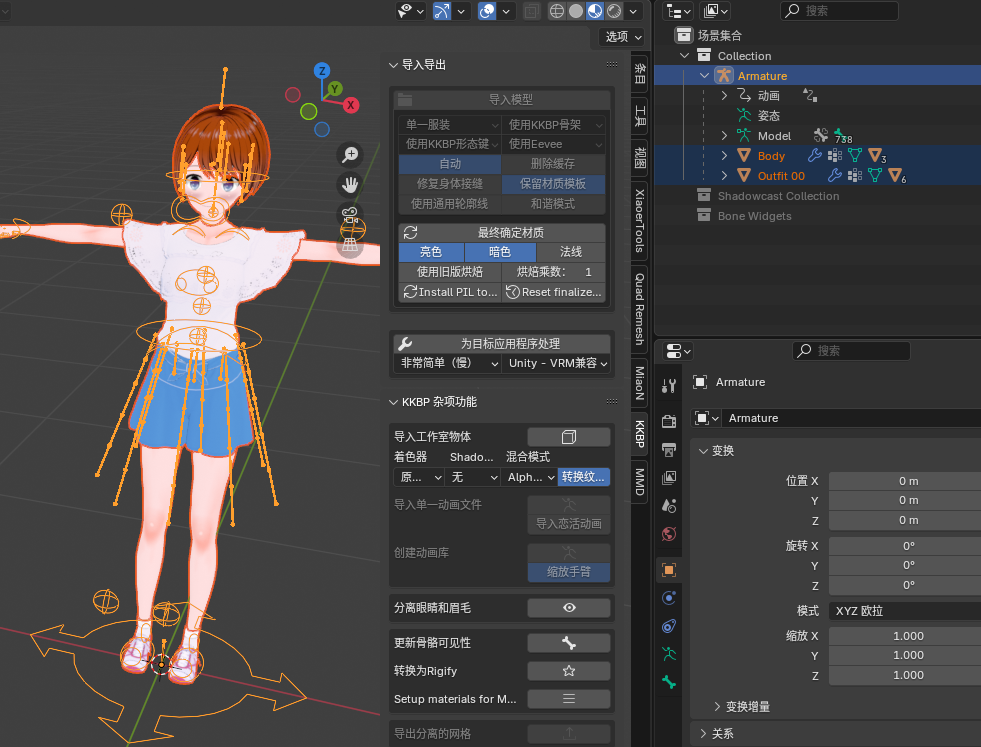 选项
Z
Y
X
导入导出
导入模型
单一服装
使用KKBP骨架
使用KKBP形态键
使用Eevee
自动
删除缓存
修复身体接缝
保留材质模板
使用通用轮廓线
和谐模式
最终确定材质
亮色
暗色
法线
使用旧版烘焙
烘焙乘数: 1
Install PIL to...
Reset finalize...
为目标应用程序处理
非常简单（慢）
Unity - VRM兼容
KKBP 杂项功能
导入工作室物体
着色器
Shado...
混合模式
原...
无
Alph...
转换纹...
导入单一动画文件
导入恋活动画
创建动画库
缩放手臂
分离眼睛和眉毛
更新骨骼可见性
转换为Rigify
Setup materials for M...
导出分离的网格
条目
工具
视图
XiaoerTools
Quad Remesh
MiaoN
KKBP
MMD
搜索
场景集合
Collection
Armature
动画
2
姿态
Model
738
Body
3
Outfit 00
6
Shadowcast Collection
Bone Widgets
搜索
Armature
Armature
变换
位置 X 0 m
Y 0 m
Z 0 m
旋转 X 0°
Y 0°
Z 0°
模式 XYZ 欧拉
缩放 X 1.000
Y 1.000
Z 1.000
变换增量
关系